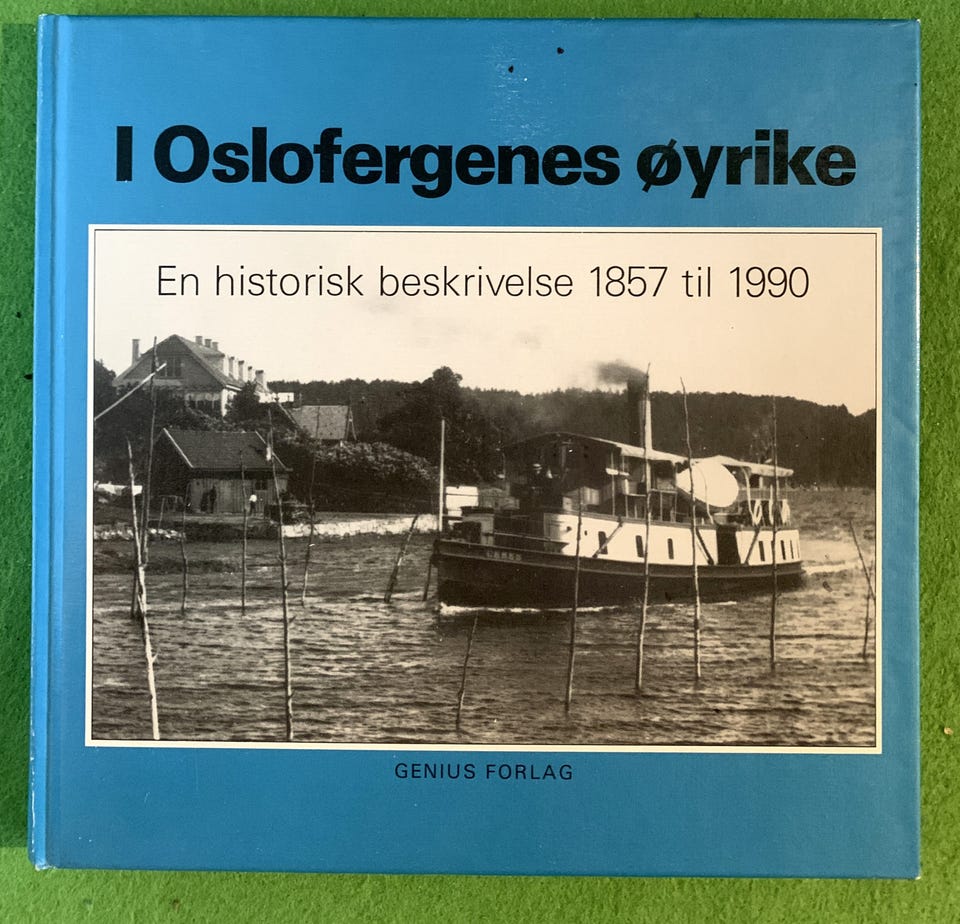 I Oslofergenes øyrike
En historisk beskrivelse 1857 til 1990
GENIUS FORLAG